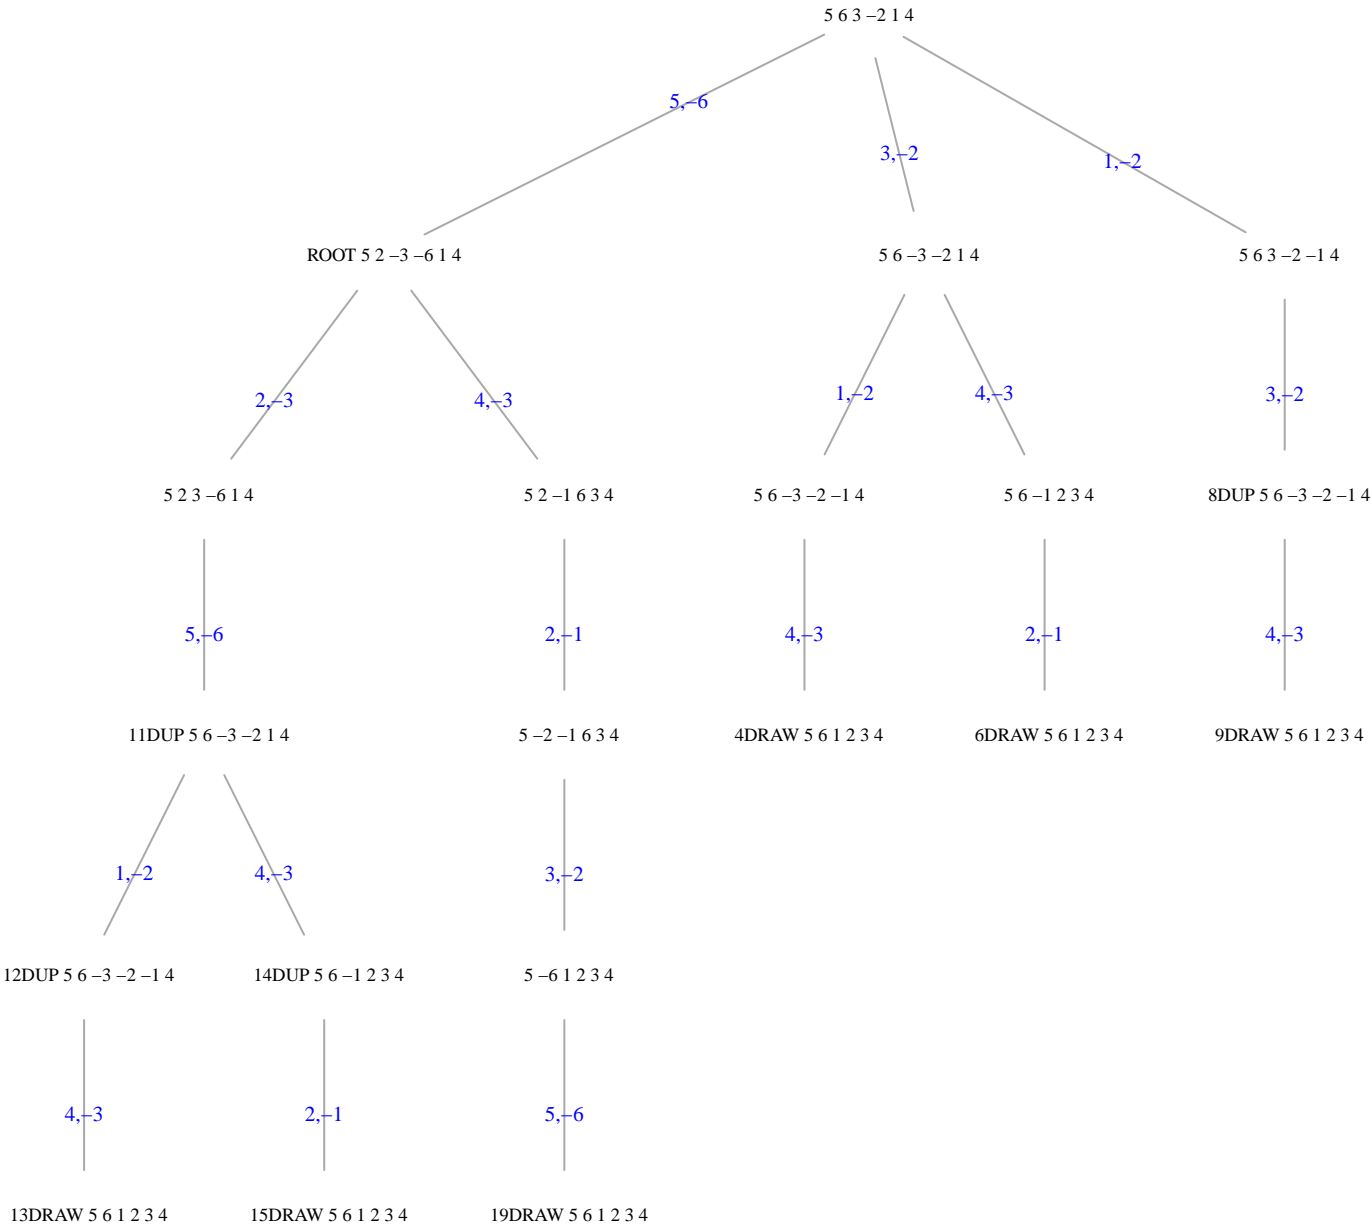 5 6 3 –2 1 4
5,–6
3,–2
1,–2
ROOT 5 2 –3 –6 1 4
5 6 –3 –2 1 4
5 6 3 –2 –1 4
2,–3
4,–3
1,–2
4,–3
3,–2
5 2 3 –6 1 4
5 2 –1 6 3 4
5 6 –3 –2 –1 4
5 6 –1 2 3 4
8DUP 5 6 –3 –2 –1 4
5,–6
2,–1
4,–3
2,–1
4,–3
11DUP 5 6 –3 –2 1 4
5 –2 –1 6 3 4
4DRAW 5 6 1 2 3 4
6DRAW 5 6 1 2 3 4
9DRAW 5 6 1 2 3 4
1,–2
4,–3
3,–2
12DUP 5 6 –3 –2 –1 4
14DUP 5 6 –1 2 3 4
5 –6 1 2 3 4
4,–3
2,–1
5,–6
13DRAW 5 6 1 2 3 4
15DRAW 5 6 1 2 3 4
19DRAW 5 6 1 2 3 4